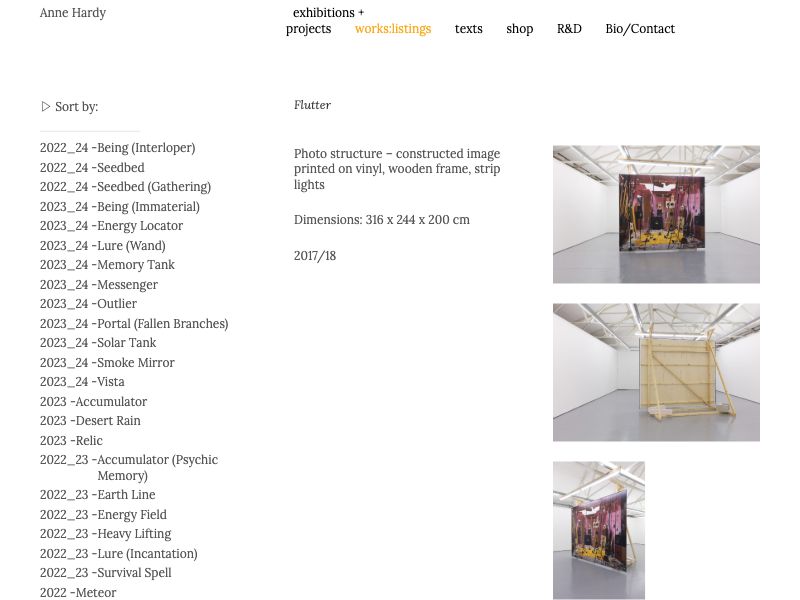 Anne Hardy
exhibitions +
projects
works:listings
texts
shop
R&D
Bio/Contact
▷ Sort by:
2022_24 -Being (Interloper)
2022_24 -Seedbed
2022_24 -Seedbed (Gathering)
2023_24 -Being (Immaterial)
2023_24 -Energy Locator
2023_24 -Lure (Wand)
2023_24 -Memory Tank
2023_24 -Messenger
2023_24 -Outlier
2023_24 -Portal (Fallen Branches)
2023_24 -Solar Tank
2023_24 -Smoke Mirror
2023_24 -Vista
2023 -Accumulator
2023 -Desert Rain
2023 -Relic
2022_23 -Accumulator (Psychic
Memory)
2022_23 -Earth Line
2022_23 -Energy Field
2022_23 -Heavy Lifting
2022_23 -Lure (Incantation)
2022_23 -Survival Spell
2022 -Meteor
Flutter
Photo structure – constructed image
printed on vinyl, wooden frame, strip
lights
Dimensions: 316 x 244 x 200 cm
2017/18